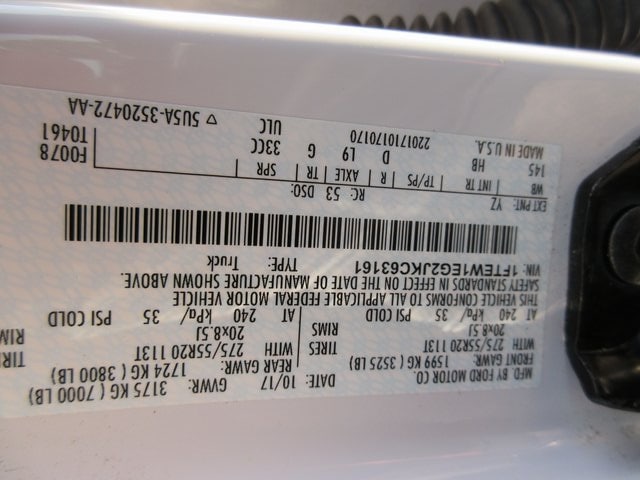 MFD. BY FORD MOTOR CO.
DATE: 10/17 GVWR: 3175 KG ( 7000 LB)
FRONT GAWR: 1599 KG (3525 LB) REAR GAWR: 1724 KG ( 3800 LB)
WITH 275/55R20 113T TIRES WITH 275/55R20 113T TIRE
20x8.5J RIMS 20x8.5J RIMS
AT 240 kPa/ 35 PSI COLD AT 240 kPa/ 35 PSI COLD
THIS VEHICLE CONFORMS TO ALL APPLICABLE FEDERAL MOTOR VEHICLE
SAFETY STANDARDS IN EFFECT ON THE DATE OF MANUFACTURE SHOWN ABOVE.
VIN: 1FTEW1EG2JKC63161 TYPE: Truck
EXT PNT: YZ RC: 53 DSO: F0078
WB INT TR TP/PS R AXLE TR SPR T0461
145 HB D L9 G 33CC
MADE IN U.S.A. 220171017017O ULC ▽ 5U5A-3520472-AA